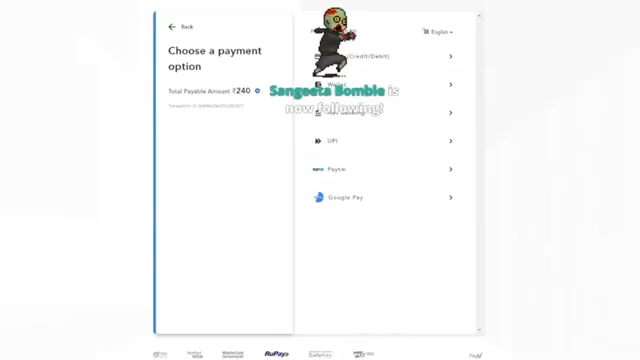 Back
English
Choose a payment
option
(Credit/Debit)
Total Payable Amount ₹240
Wallet
Sangeeta Bomble is
now following!
UPI
Paytm
Google Pay
RuPay
PayU